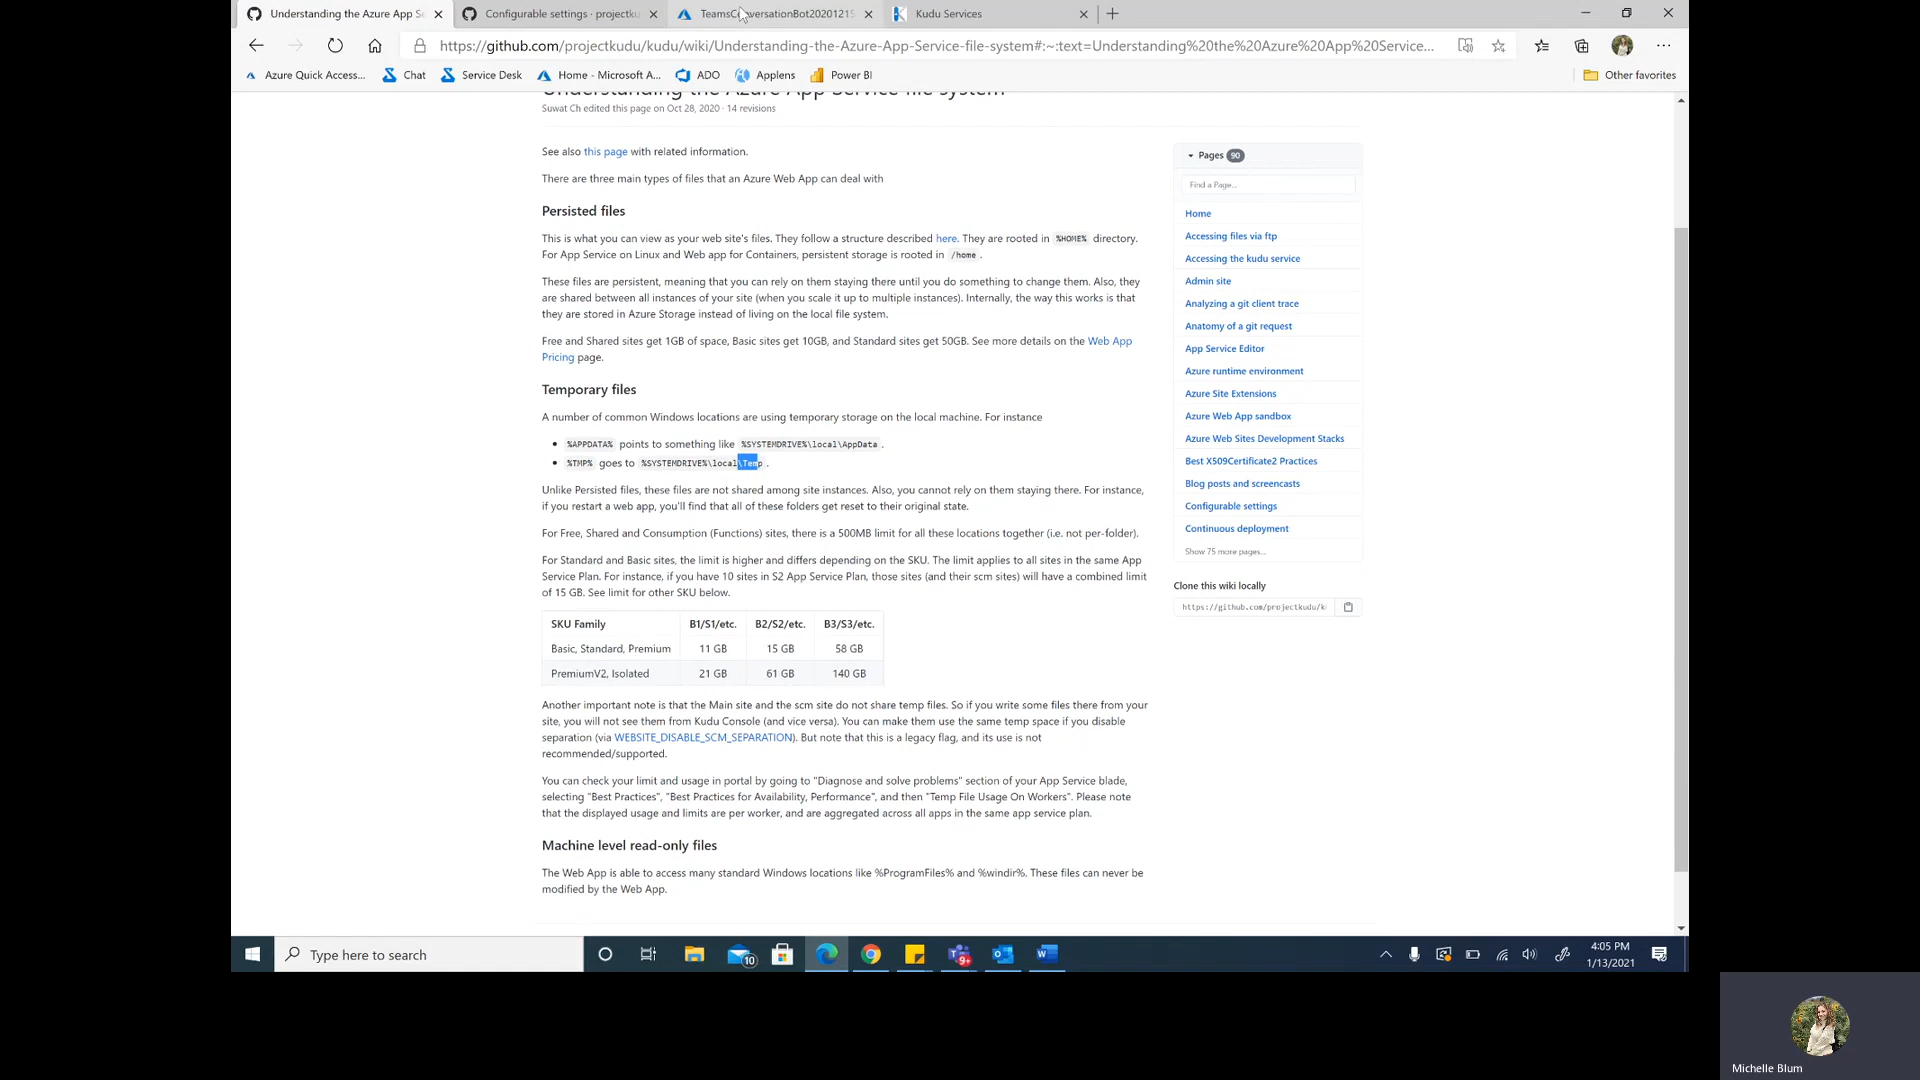 Understanding the Azure App Se
Configurable settings · projectku
TeamsConversationBot20201219
Kudu Services
https://github.com/projectkudu/kudu/wiki/Understanding-the-Azure-App-Service-file-system#:~:text=Understanding%20the%20Azure%20App%20Service...
Azure Quick Access...
Chat
Service Desk
Home - Microsoft A...
ADO
Applens
Power BI
Other favorites
Understanding the Azure App Service file system
Suwat Ch edited this page on Oct 28, 2020 · 14 revisions
See also this page with related information.
There are three main types of files that an Azure Web App can deal with
Persisted files
This is what you can view as your web site's files. They follow a structure described here. They are rooted in %HOME% directory.
For App Service on Linux and Web app for Containers, persistent storage is rooted in /home .
These files are persistent, meaning that you can rely on them staying there until you do something to change them. Also, they
are shared between all instances of your site (when you scale it up to multiple instances). Internally, the way this works is that
they are stored in Azure Storage instead of living on the local file system.
Free and Shared sites get 1GB of space, Basic sites get 10GB, and Standard sites get 50GB. See more details on the Web App
Pricing page.
Temporary files
A number of common Windows locations are using temporary storage on the local machine. For instance
• %APPDATA% points to something like %SYSTEMDRIVE%\local\AppData .
• %TMP% goes to %SYSTEMDRIVE%\local\Temp .
Unlike Persisted files, these files are not shared among site instances. Also, you cannot rely on them staying there. For instance,
if you restart a web app, you'll find that all of these folders get reset to their original state.
For Free, Shared and Consumption (Functions) sites, there is a 500MB limit for all these locations together (i.e. not per-folder).
For Standard and Basic sites, the limit is higher and differs depending on the SKU. The limit applies to all sites in the same App
Service Plan. For instance, if you have 10 sites in S2 App Service Plan, those sites (and their scm sites) will have a combined limit
of 15 GB. See limit for other SKU below.
SKU Family B1/S1/etc. B2/S2/etc. B3/S3/etc.
Basic, Standard, Premium 11 GB 15 GB 58 GB
PremiumV2, Isolated 21 GB 61 GB 140 GB
Another important note is that the Main site and the scm site do not share temp files. So if you write some files there from your
site, you will not see them from Kudu Console (and vice versa). You can make them use the same temp space if you disable
separation (via WEBSITE_DISABLE_SCM_SEPARATION). But note that this is a legacy flag, and its use is not
recommended/supported.
You can check your limit and usage in portal by going to "Diagnose and solve problems" section of your App Service blade,
selecting "Best Practices", "Best Practices for Availability, Performance", and then "Temp File Usage On Workers". Please note
that the displayed usage and limits are per worker, and are aggregated across all apps in the same app service plan.
Machine level read-only files
The Web App is able to access many standard Windows locations like %ProgramFiles% and %windir%. These files can never be
modified by the Web App.
Pages 90
Find a Page...
Home
Accessing files via ftp
Accessing the kudu service
Admin site
Analyzing a git client trace
Anatomy of a git request
App Service Editor
Azure runtime environment
Azure Site Extensions
Azure Web App sandbox
Azure Web Sites Development Stacks
Best X509Certificate2 Practices
Blog posts and screencasts
Configurable settings
Continuous deployment
Show 75 more pages...
Clone this wiki locally
https://github.com/projectkudu/k
Type here to search
10
9+
4:05 PM
1/13/2021
Michelle Blum